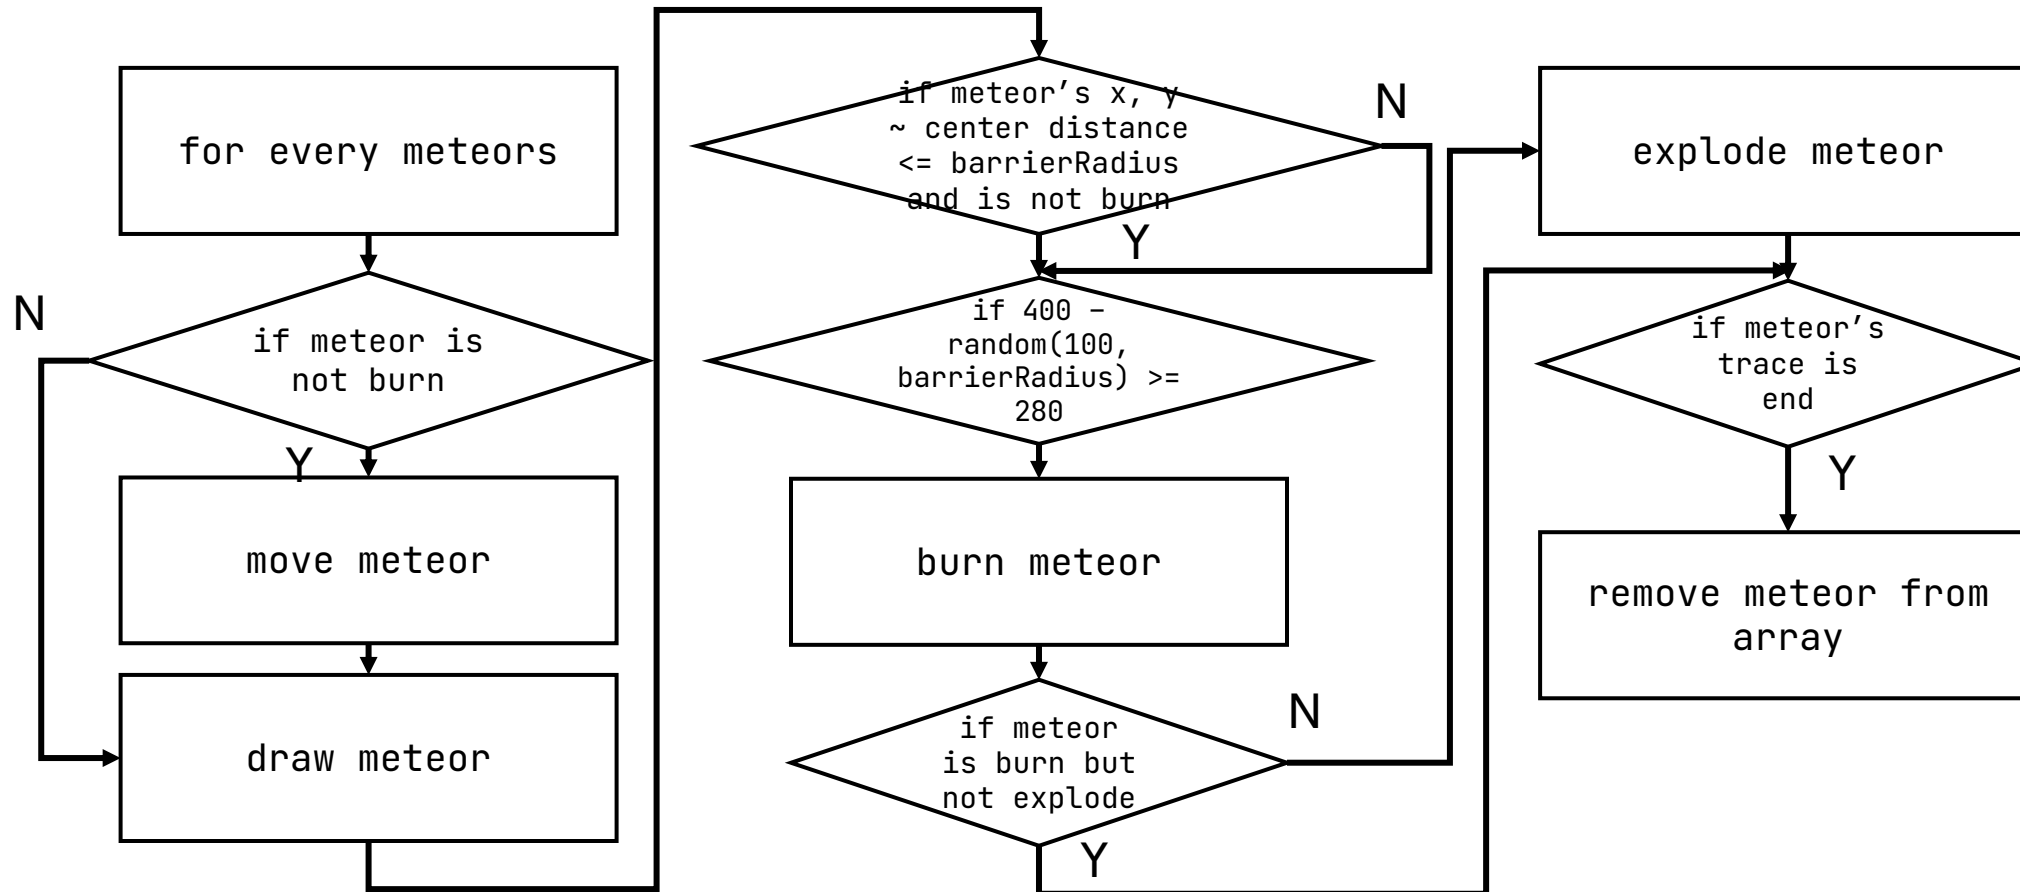 for every meteors
N
if meteor is
not burn
Y
move meteor
draw meteor
if meteor’s x, y
~ center distance
<= barrierRadius
and is not burn
N
Y
if 400 –
random(100,
barrierRadius) >=
280
burn meteor
if meteor
is burn but
not explode
N
Y
explode meteor
if meteor’s
trace is
end
Y
remove meteor from
array